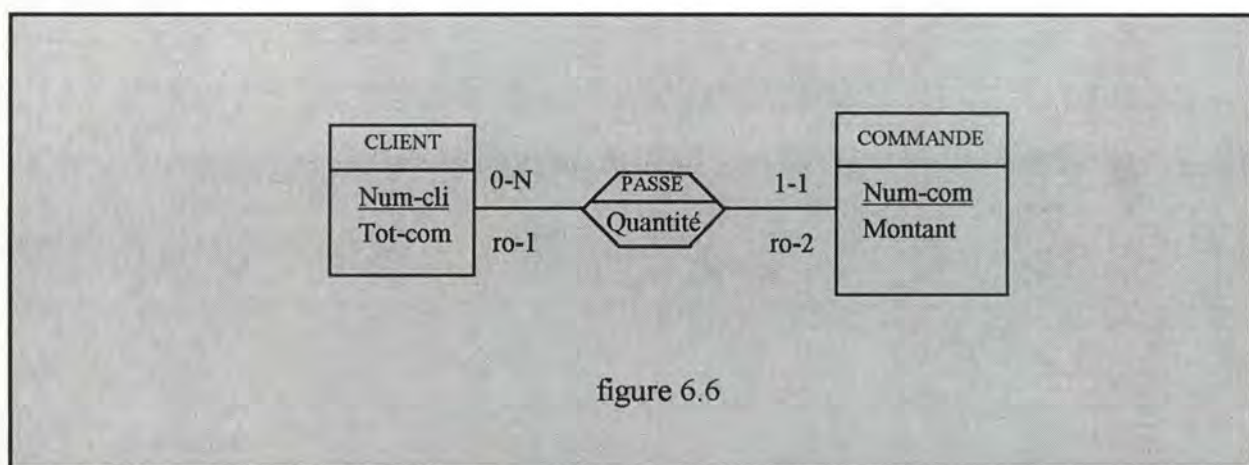 CLIENT
Num-cli
Tot-com
0-N
ro-1
PASSE
Quantité
1-1
ro-2
COMMANDE
Num-com
Montant
figure 6.6